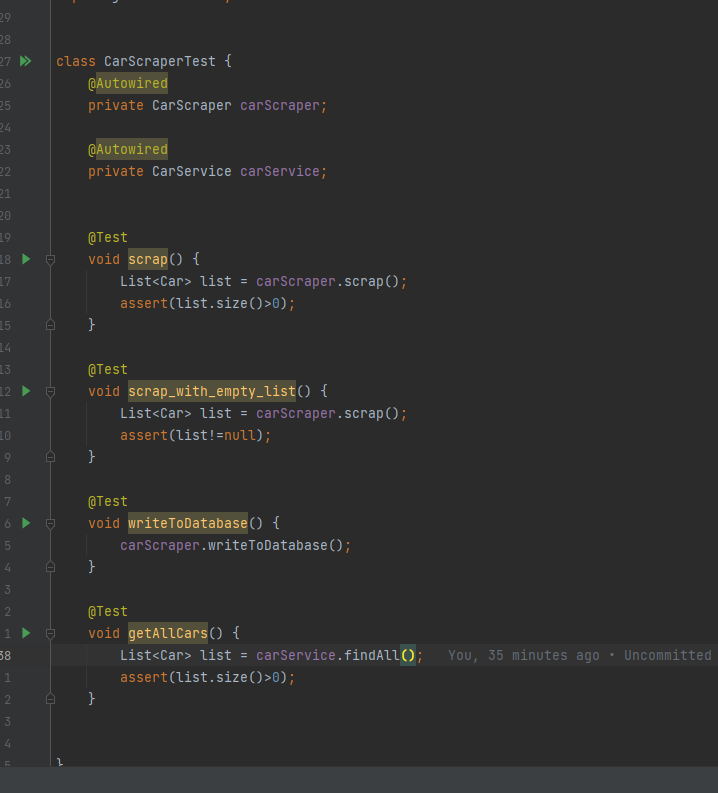 29
28
27 class CarScraperTest {
26 @Autowired
25 private CarScraper carScraper;
24
23 @Autowired
22 private CarService carService;
21
20
19 @Test
18 void scrap() {
17 List<Car> list = carScraper.scrap();
16 assert(list.size()>0);
15 }
14
13 @Test
12 void scrap_with_empty_list() {
11 List<Car> list = carScraper.scrap();
10 assert(list!=null);
9 }
8
7 @Test
6 void writeToDatabase() {
5 carScraper.writeToDatabase();
4 }
3
2 @Test
1 void getAllCars() {
38 List<Car> list = carService.findAll(); You, 35 minutes ago • Uncommitted
1 assert(list.size()>0);
2 }
3
4
5 }